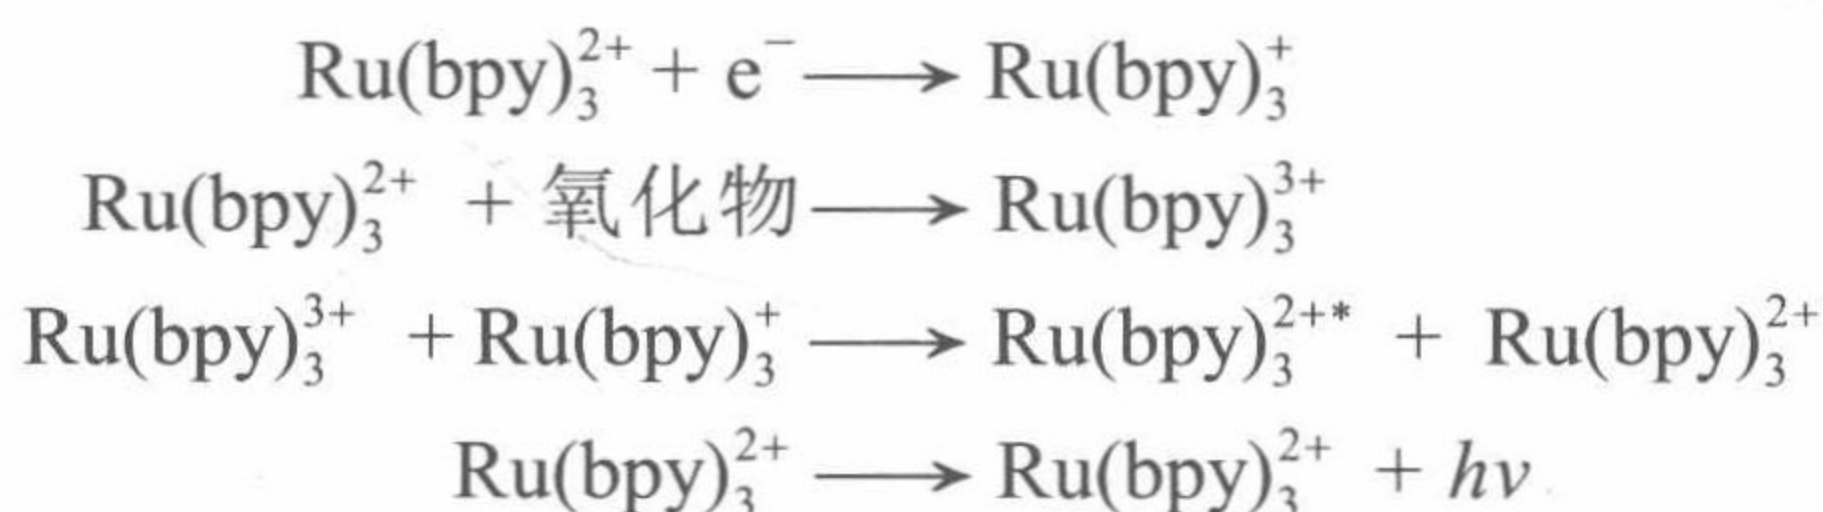 Ru(bpy)₃²⁺ + e⁻ ⟶ Ru(bpy)₃⁺
Ru(bpy)₃²⁺ + 氧化物 ⟶ Ru(bpy)₃³⁺
Ru(bpy)₃³⁺ + Ru(bpy)₃⁺ ⟶ Ru(bpy)₃²⁺* + Ru(bpy)₃²⁺
Ru(bpy)₃²⁺ ⟶ Ru(bpy)₃²⁺ + hν